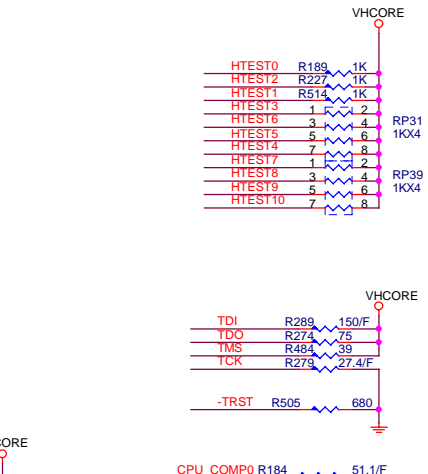 VHCORE
HTEST0 R189 1K
HTEST2 R227 1K
HTEST1 R514 1K
HTEST3 1 2
HTEST6 3 4 RP31
HTEST5 5 6 1KX4
HTEST4 7 8
HTEST7 1 2
HTEST8 3 4 RP39
HTEST9 5 6 1KX4
HTEST10 7 8
VHCORE
TDI R289 150/F
TDO R274 75
TMS R484 39
TCK R279 27.4/F
-TRST R505 680
CORE
CPU_COMP0 R184 51.1/F